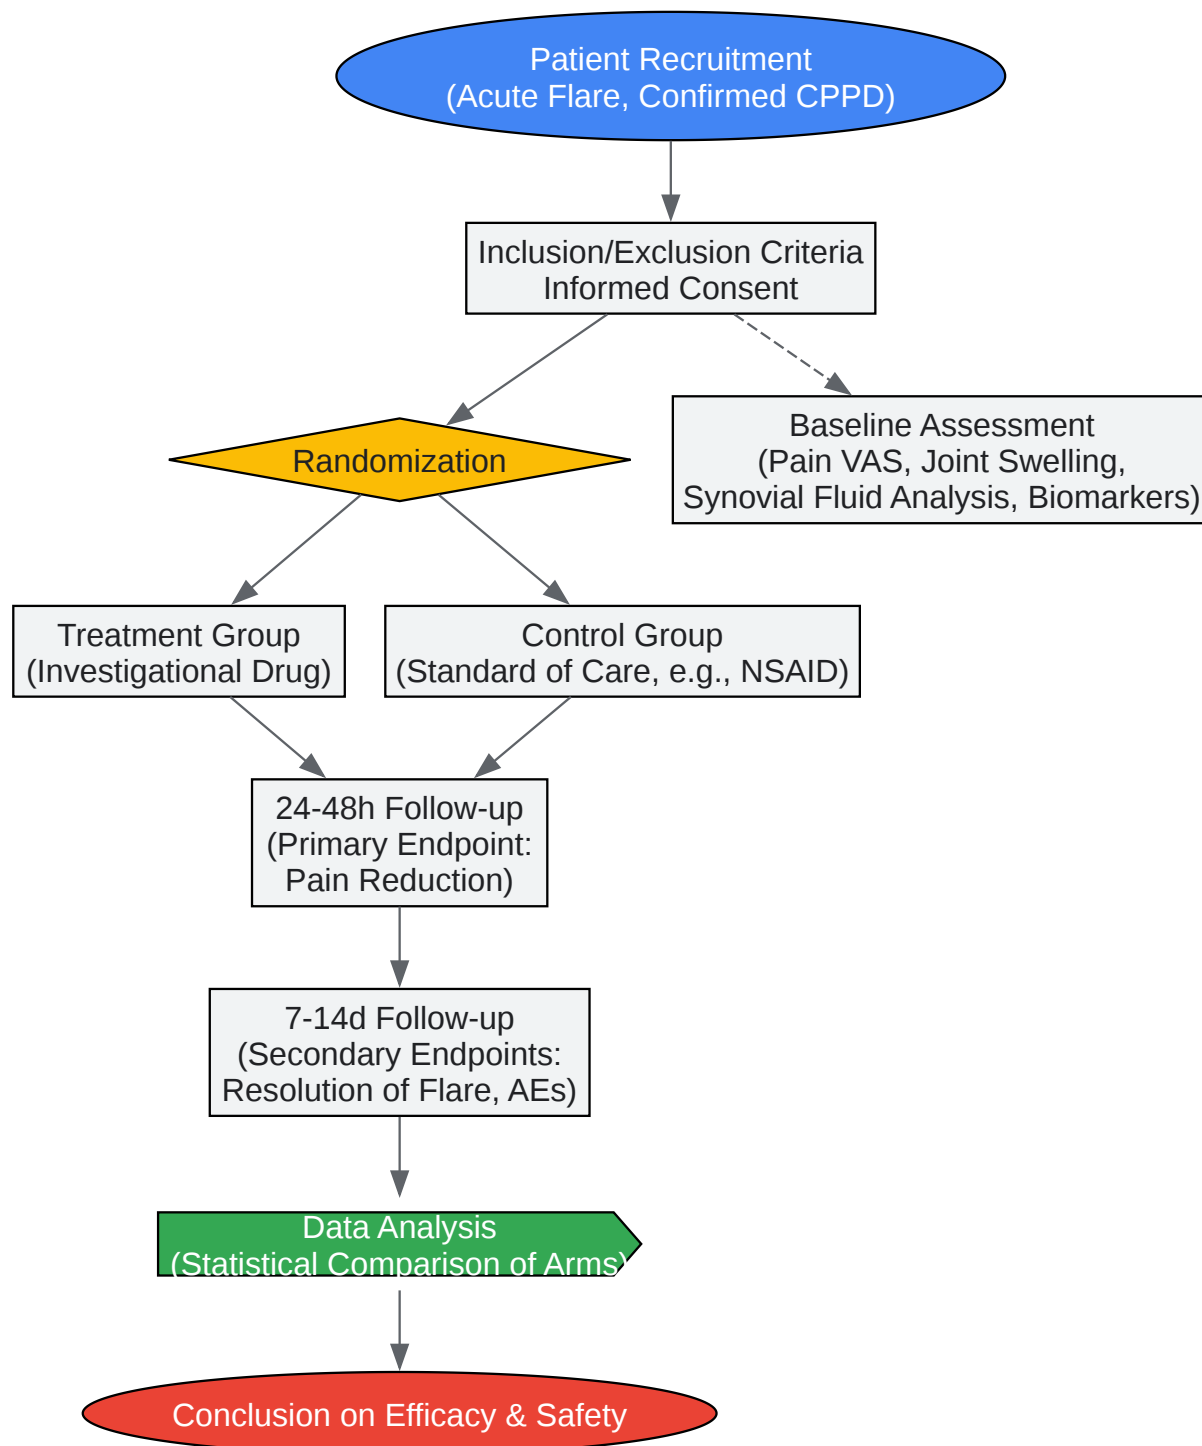 Patient Recruitment
(Acute Flare, Confirmed CPPD)
Inclusion/Exclusion Criteria
Informed Consent
Baseline Assessment
(Pain VAS, Joint Swelling,
Synovial Fluid Analysis, Biomarkers)
Randomization
Treatment Group
(Investigational Drug)
Control Group
(Standard of Care, e.g., NSAID)
24-48h Follow-up
(Primary Endpoint:
Pain Reduction)
7-14d Follow-up
(Secondary Endpoints:
Resolution of Flare, AEs)
Data Analysis
(Statistical Comparison of Arms)
Conclusion on Efficacy & Safety